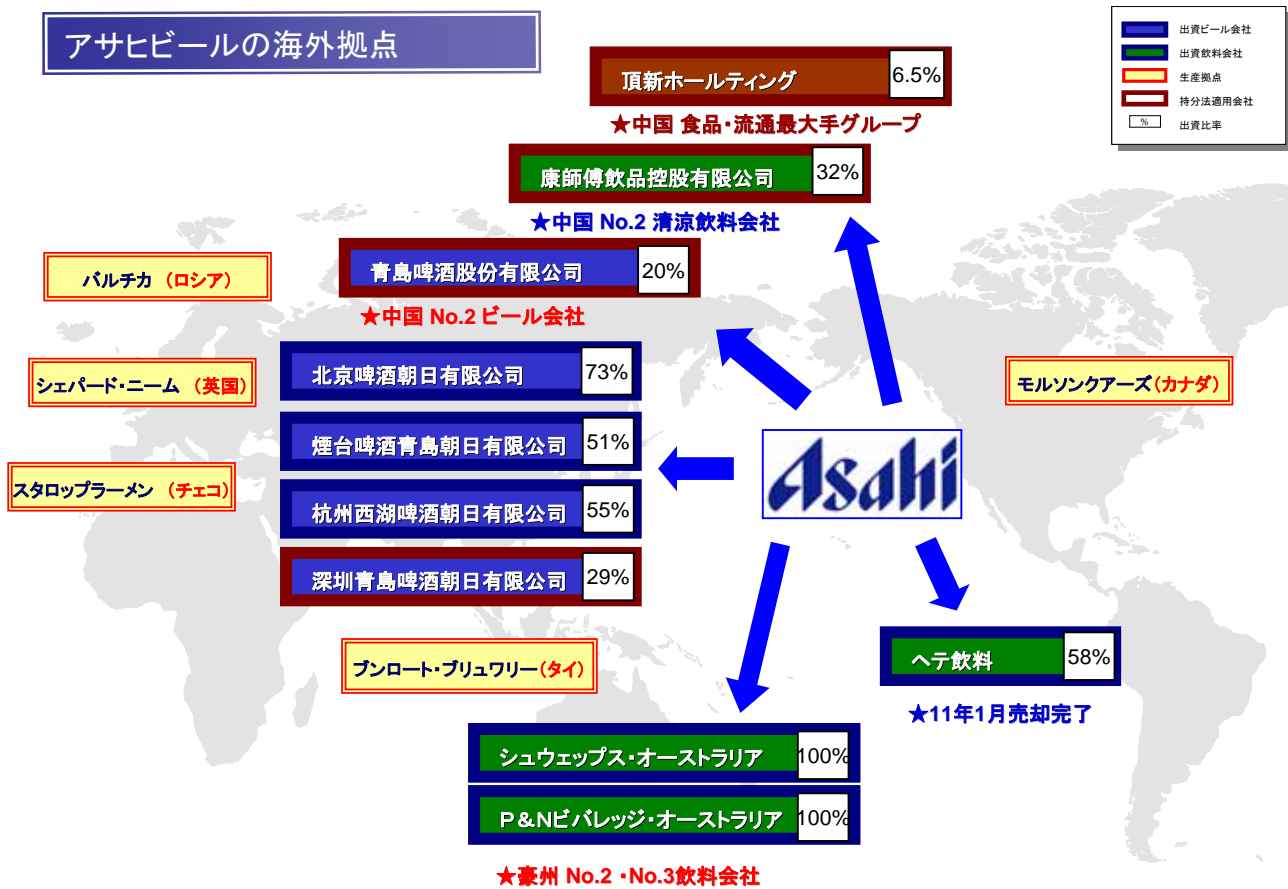 アサヒビールの海外拠点
出資ビール会社
出資飲料会社
生産拠点
持分法適用会社
% 出資比率
頂新ホールティング 6.5%
★中国 食品・流通最大手グループ
康師傅飲品控股有限公司 32%
★中国 No.2 清涼飲料会社
青島啤酒股份有限公司 20%
★中国 No.2 ビール会社
バルチカ (ロシア)
シェパード・ニーム (英国)
スタロップラーメン (チェコ)
北京啤酒朝日有限公司 73%
煙台啤酒青島朝日有限公司 51%
杭州西湖啤酒朝日有限公司 55%
深圳青島啤酒朝日有限公司 29%
モルソンクアーズ(カナダ)
Asahi
ブンロート・ブリュワリー(タイ)
ヘテ飲料 58%
★11年1月売却完了
シュウェップス・オーストラリア 100%
P&Nビバレッジ・オーストラリア 100%
★豪州 No.2 ・No.3飲料会社